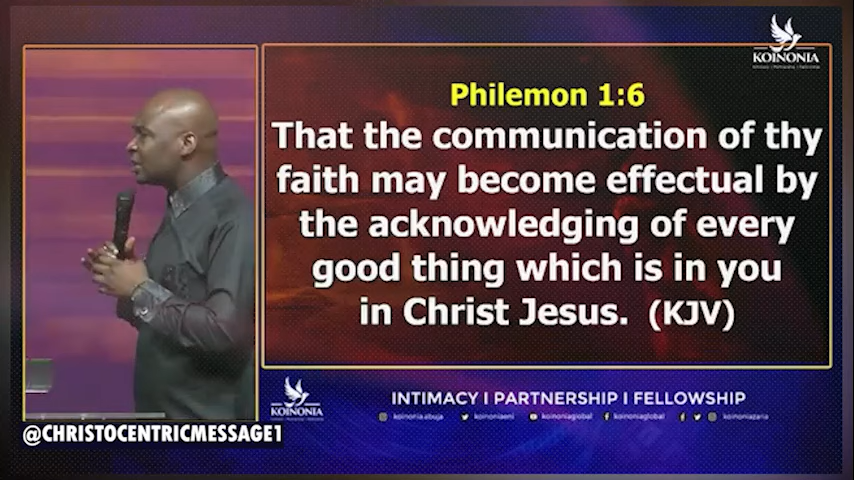 KOINONIA
Philemon 1:6
That the communication of thy
faith may become effectual by
the acknowledging of every
good thing which is in you
in Christ Jesus. (KJV)
KOINONIA
INTIMACY I PARTNERSHIP I FELLOWSHIP
koinonia.abuja koinoniaeni koinoniaglobal koinoniaglobal koinoniazaria
@CHRISTOCENTRICMESSAGE1